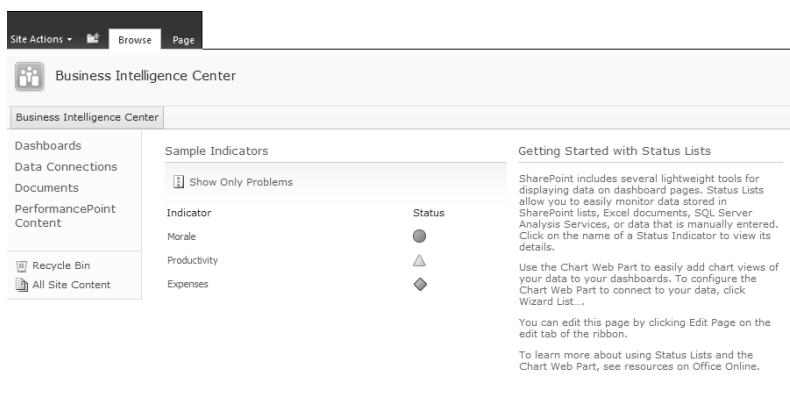 Site Actions
Browse
Page
Business Intelligence Center
Business Intelligence Center
Dashboards
Data Connections
Documents
PerformancePoint
Content
Recycle Bin
All Site Content
Sample Indicators
Show Only Problems
Indicator Status
Morale
Productivity
Expenses
Getting Started with Status Lists
SharePoint includes several lightweight tools for
displaying data on dashboard pages. Status Lists
allow you to easily monitor data stored in
SharePoint lists, Excel documents, SQL Server
Analysis Services, or data that is manually entered.
Click on the name of a Status Indicator to view its
details.
Use the Chart Web Part to easily add chart views of
your data to your dashboards. To configure the
Chart Web Part to connect to your data, click
Wizard List....
You can edit this page by clicking Edit Page on the
edit tab of the ribbon.
To learn more about using Status Lists and the
Chart Web Part, see resources on Office Online.